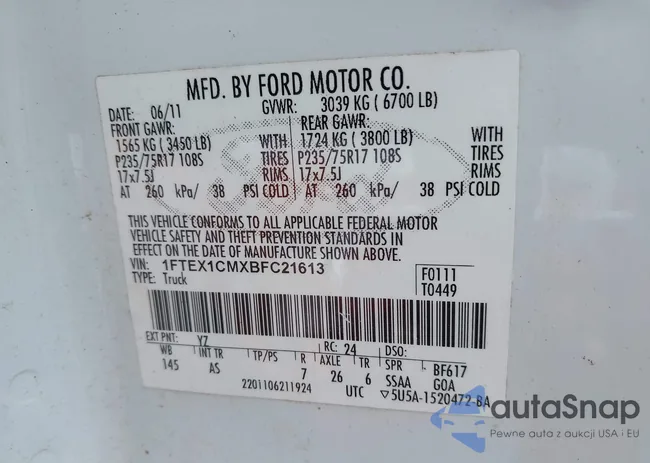 MFD. BY FORD MOTOR CO.
DATE: 06/11 GVWR: 3039 KG ( 6700 LB)
FRONT GAWR: REAR GAWR:
1565 KG ( 3450 LB) WITH 1724 KG ( 3800 LB) WITH
P235/75R17 108S TIRES P235/75R17 108S TIRES
17x7.5J RIMS 17x7.5J RIMS
AT 260 kPa/ 38 PSI COLD AT 260 kPa/ 38 PSI COLD
THIS VEHICLE CONFORMS TO ALL APPLICABLE FEDERAL MOTOR
VEHICLE SAFETY AND THEFT PREVENTION STANDARDS IN
EFFECT ON THE DATE OF MANUFACTURE SHOWN ABOVE.
VIN: 1FTEX1CMXBFC21613 F0111
TYPE: Truck T0449
EXT PNT: YZ RC: 24 DSO:
WB INT TR TP/PS R AXLE TR SPR BF617
145 AS 7 26 6 SSAA GOA
2201106211924 UTC ▽5U5A-1520472-BA
autaSnap
Pewne auta z aukcji USA i EU